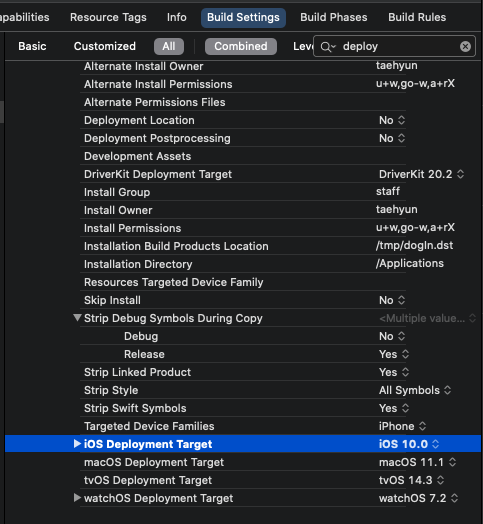 apabilities Resource Tags Info Build Settings Build Phases Build Rules
Basic Customized All Combined Leve deploy
Alternate Install Owner taehyun
Alternate Install Permissions u+w,go-w,a+rX
Alternate Permissions Files
Deployment Location No
Deployment Postprocessing No
Development Assets
DriverKit Deployment Target DriverKit 20.2
Install Group staff
Install Owner taehyun
Install Permissions u+w,go-w,a+rX
Installation Build Products Location /tmp/dogIn.dst
Installation Directory /Applications
Resources Targeted Device Family
Skip Install No
Strip Debug Symbols During Copy <Multiple value...
Debug No
Release Yes
Strip Linked Product Yes
Strip Style All Symbols
Strip Swift Symbols Yes
Targeted Device Families iPhone
iOS Deployment Target iOS 10.0
macOS Deployment Target macOS 11.1
tvOS Deployment Target tvOS 14.3
watchOS Deployment Target watchOS 7.2